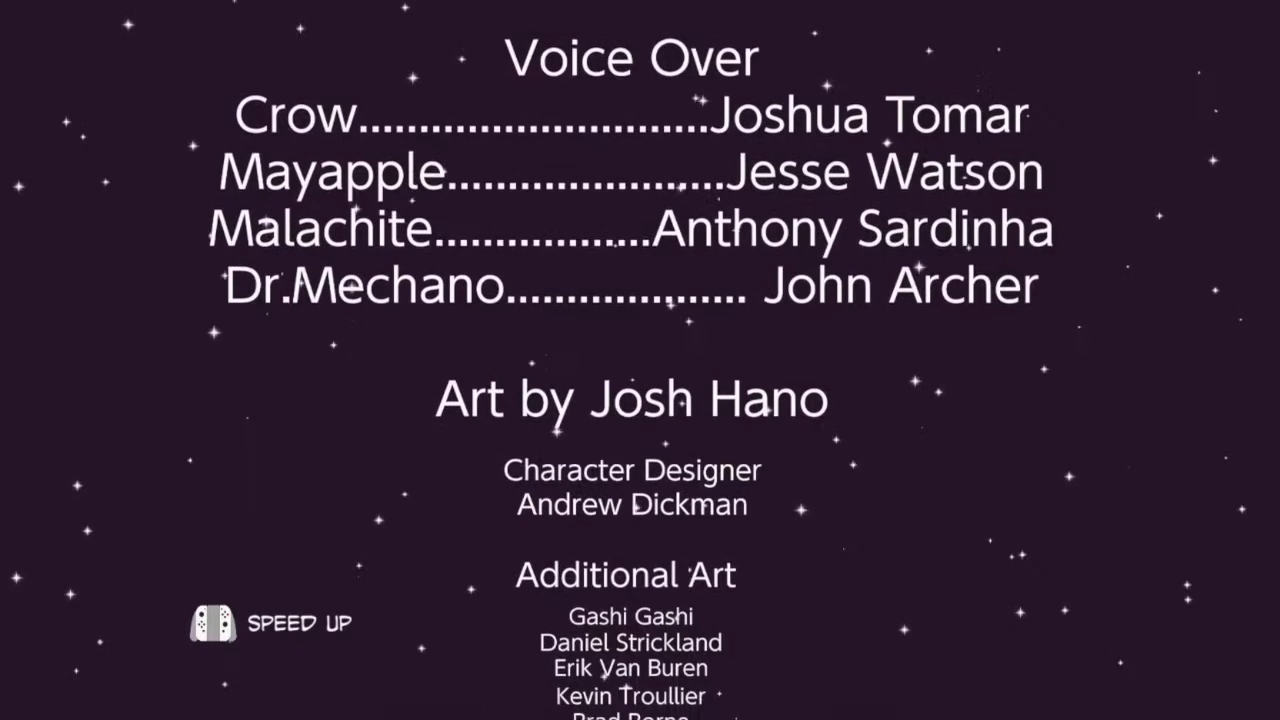 Voice Over
Crow.............................Joshua Tomar
Mayapple.......................Jesse Watson
Malachite..................Anthony Sardinha
Dr.Mechano.................... John Archer
Art by Josh Hano
Character Designer
Andrew Dickman
Additional Art
Gashi Gashi
SPEED UP
Daniel Strickland
Erik Van Buren
Kevin Troullier